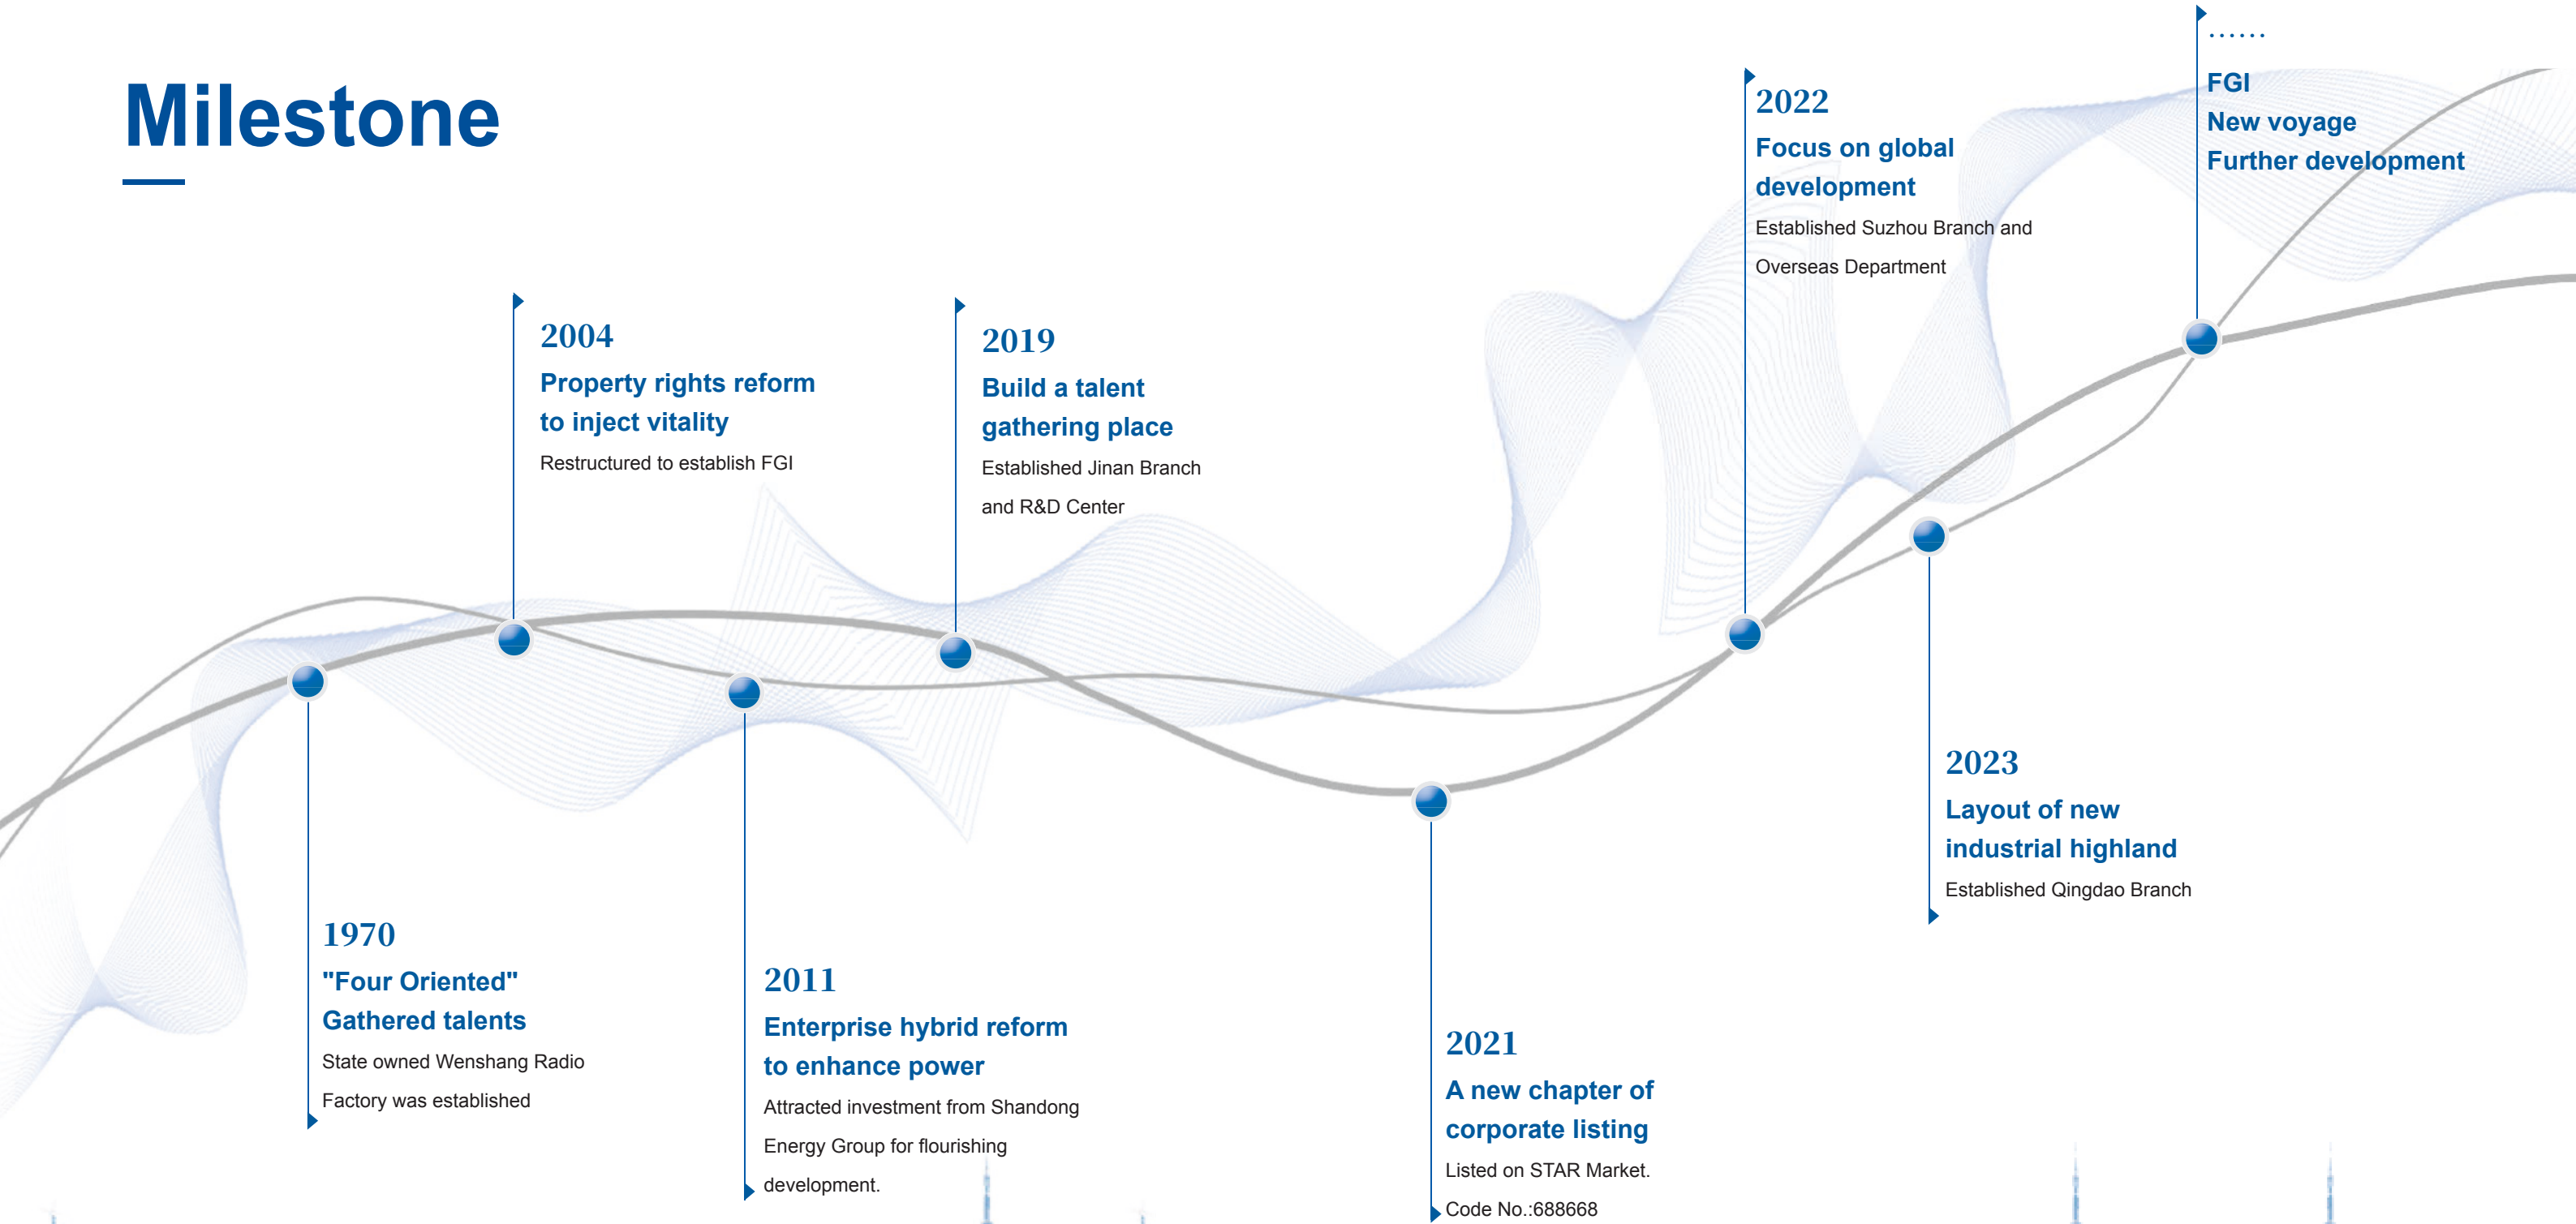 Milestone
1970
"Four Oriented"
Gathered talents
State owned Wenshang Radio
Factory was established
2004
Property rights reform
to inject vitality
Restructured to establish FGI
2011
Enterprise hybrid reform
to enhance power
Attracted investment from Shandong
Energy Group for flourishing
development.
2019
Build a talent
gathering place
Established Jinan Branch
and R&D Center
2021
A new chapter of
corporate listing
Listed on STAR Market.
Code No.:688668
2022
Focus on global
development
Established Suzhou Branch and
Overseas Department
2023
Layout of new
industrial highland
Established Qingdao Branch
......
FGI
New voyage
Further development